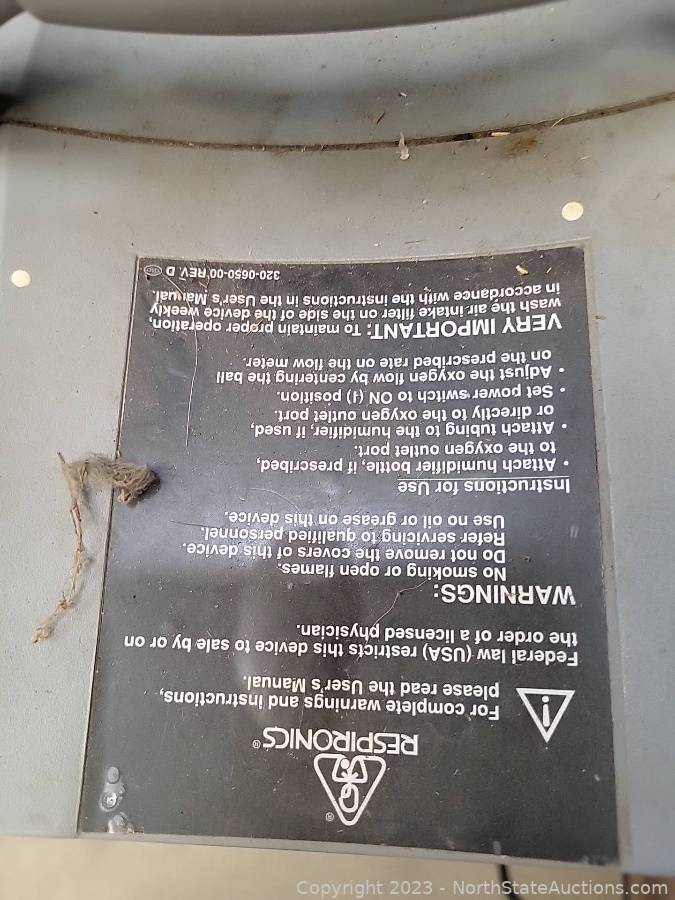 ®
RESPIRONICS®
For complete warnings and instructions,
please read the User's Manual.
Federal law (USA) restricts this device to sale by or on
the order of a licensed physician.
WARNINGS:
No smoking or open flames.
Do not remove the covers of this device.
Refer servicing to qualified personnel.
Use no oil or grease on this device.
Instructions for Use
• Attach humidifier bottle, if prescribed,
to the oxygen outlet port.
• Attach tubing to the humidifier, if used,
or directly to the oxygen outlet port.
• Set power switch to ON (I) position.
• Adjust the oxygen flow by centering the ball
on the prescribed rate on the flow meter.
VERY IMPORTANT: To maintain proper operation,
wash the air intake filter on the side of the device weekly
in accordance with the instructions in the User's Manual.
320-0650-00 REV. D
Copyright 2023 - NorthStateAuctions.com